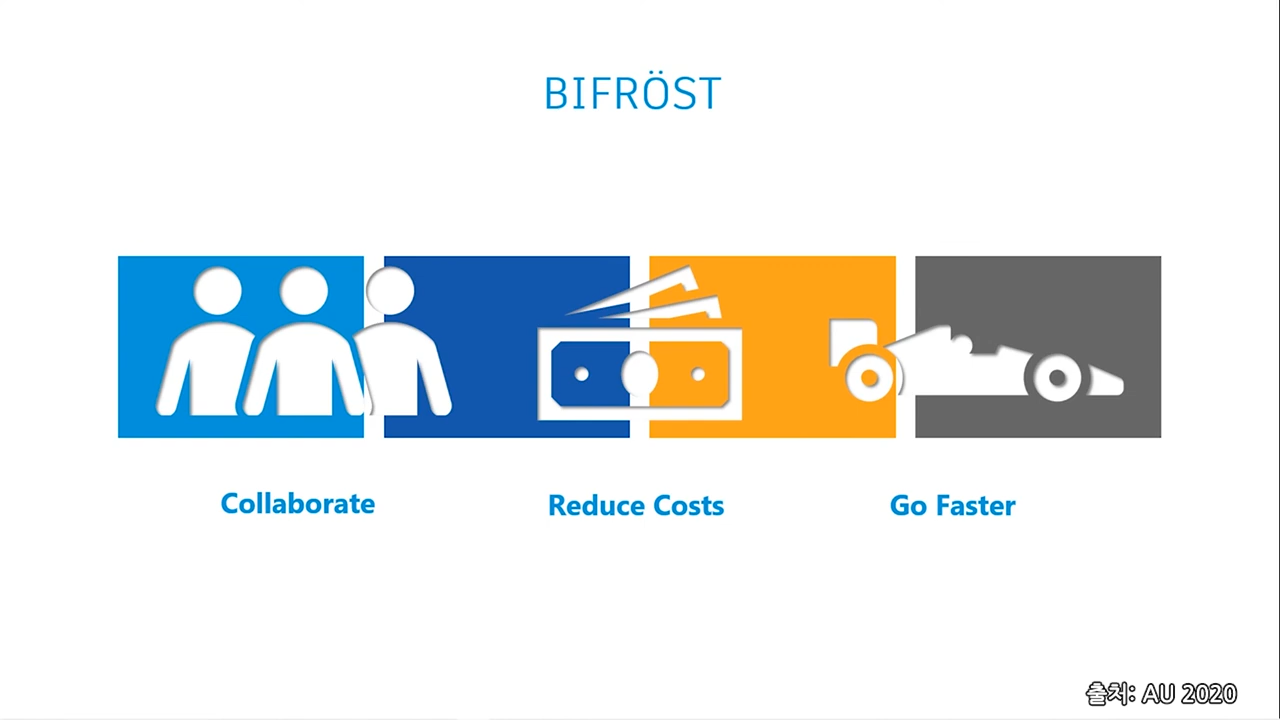 BIFRÖST
Collaborate
Reduce Costs
Go Faster
출처: AU 2020